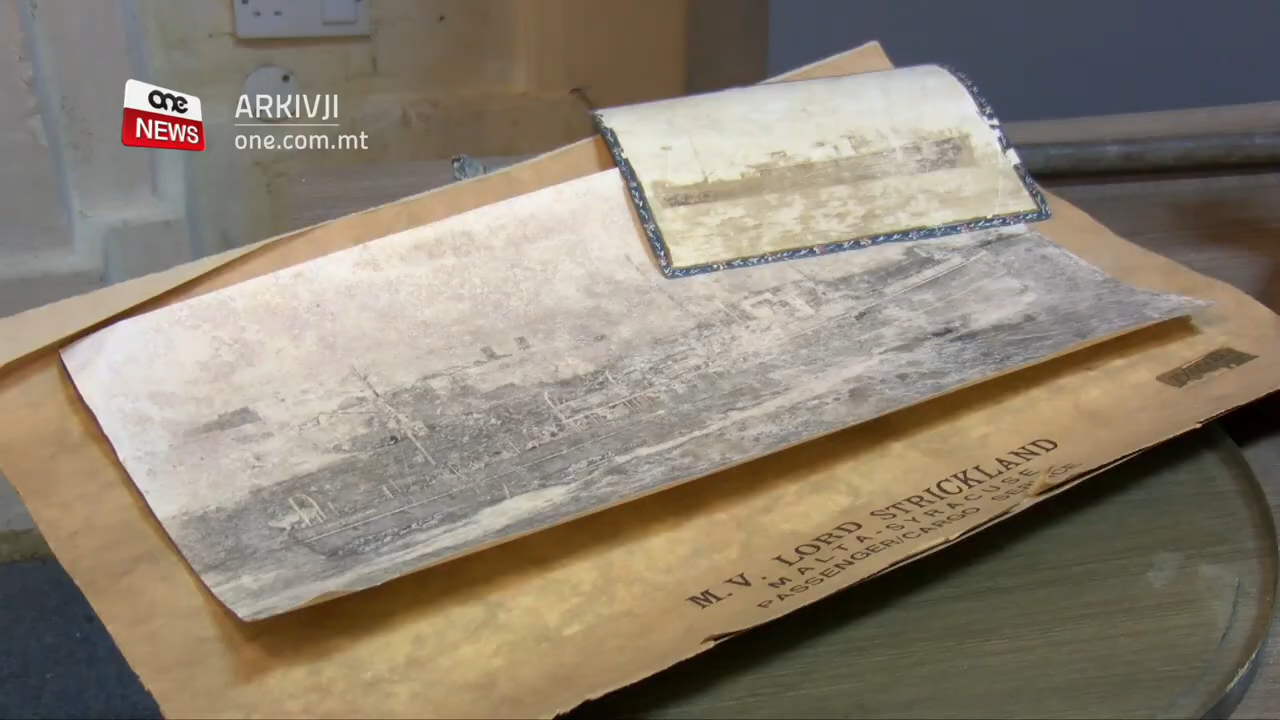 one
NEWS
ARKIVJI
one.com.mt
M.V. LORD STRICKLAND
MALTA-SYRACUSE
PASSENGER/CARGO SERVICE